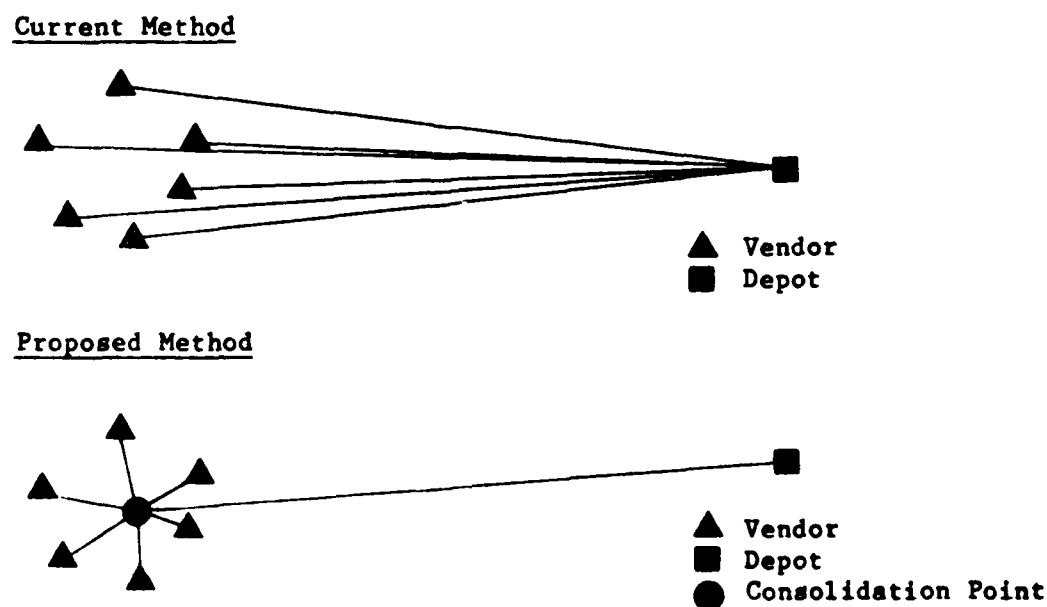 Current Method
Vendor
Depot
Proposed Method
Vendor
Depot
Consolidation Point